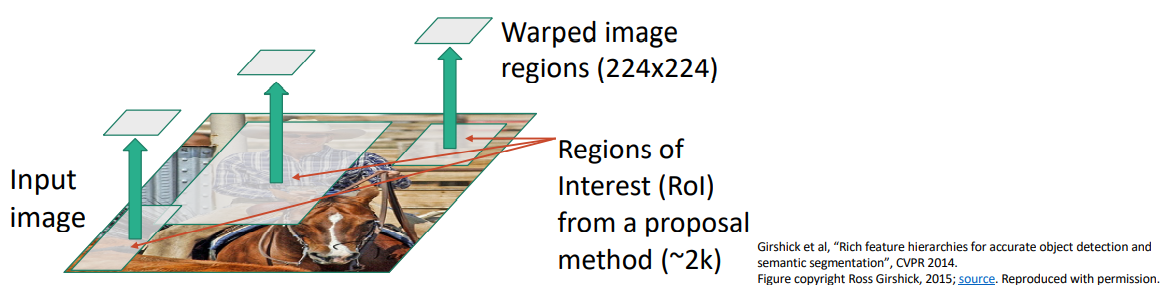 Warped image
regions (224x224)
Input
image
Regions of
Interest (RoI)
from a proposal
method (~2k)
Girshick et al, “Rich feature hierarchies for accurate object detection and
semantic segmentation”, CVPR 2014.
Figure copyright Ross Girshick, 2015; source. Reproduced with permission.